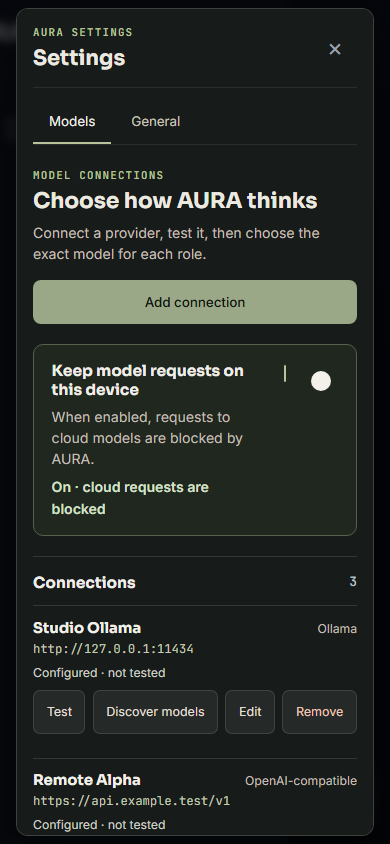 AURA SETTINGS
Settings
Models General
MODEL CONNECTIONS
Choose how AURA thinks
Connect a provider, test it, then choose the
exact model for each role.
Add connection
Keep model requests on
this device
When enabled, requests to
cloud models are blocked by
AURA.
On · cloud requests are
blocked
Connections 3
Studio Ollama Ollama
http://127.0.0.1:11434
Configured · not tested
Test Discover models Edit Remove
Remote Alpha OpenAI-compatible
https://api.example.test/v1
Configured · not tested